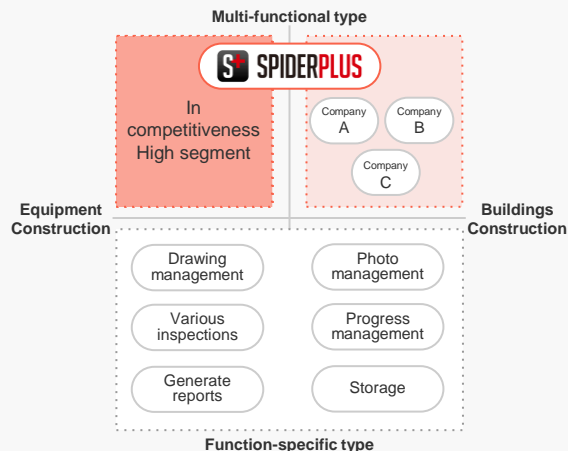 Multi-functional type
S+ SPIDERPLUS
In
competitiveness
High segment
Company
A
Company
B
Company
C
Equipment
Construction
Buildings
Construction
Drawing
management
Photo
management
Various
inspections
Progress
management
Generate
reports
Storage
Function-specific type